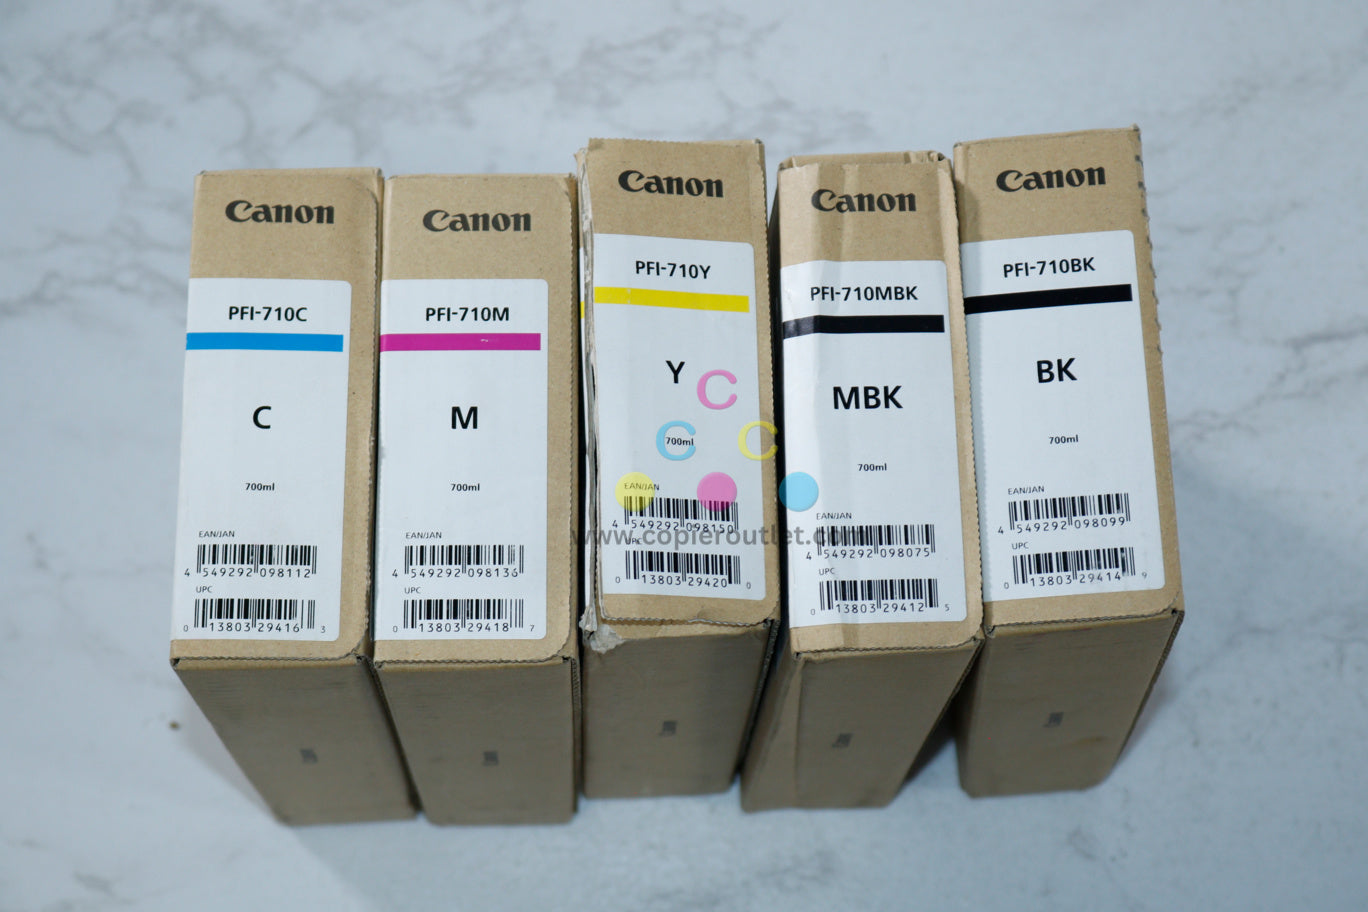 Canon
PFI-710C
C
700ml
EAN/JAN
4 549292 098112
UPC
0 13803 29416 3
Canon
PFI-710M
M
700ml
EAN/JAN
4 549292 098136
UPC
0 13803 29418 7
Canon
PFI-710Y
Y
C
C C
700ml
EAN/JAN
4 549292 098150
www.copieroutlet.com
UPC
0 13803 29420 0
Canon
PFI-710MBK
MBK
700ml
EAN/JAN
4 549292 098075
UPC
0 13803 29412 5
Canon
PFI-710BK
BK
700ml
EAN/JAN
4 549292 098099
UPC
0 13803 29414 9